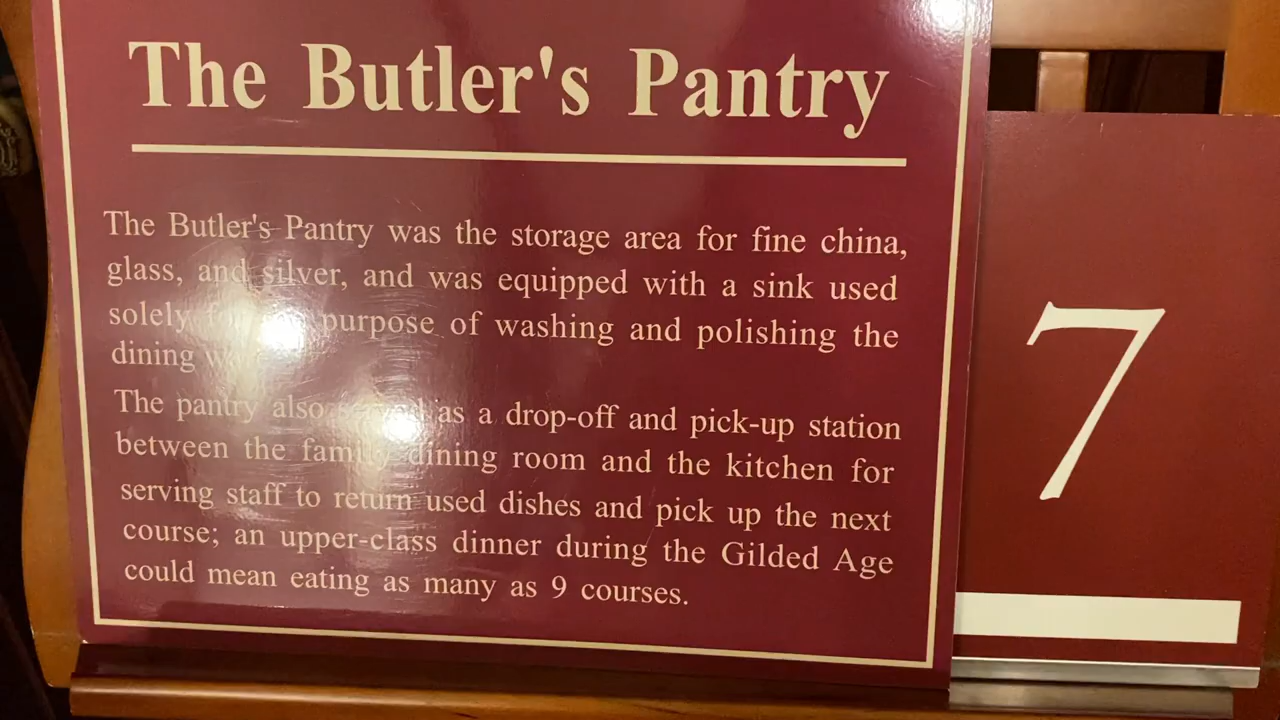 The Butler's Pantry
The Butler's Pantry was the storage area for fine china,
glass, and silver, and was equipped with a sink used
solely purpose of washing and polishing the
dining
The pantry also served as a drop-off and pick-up station
between the family dining room and the kitchen for
serving staff to return used dishes and pick up the next
course; an upper-class dinner during the Gilded Age
could mean eating as many as 9 courses.
7